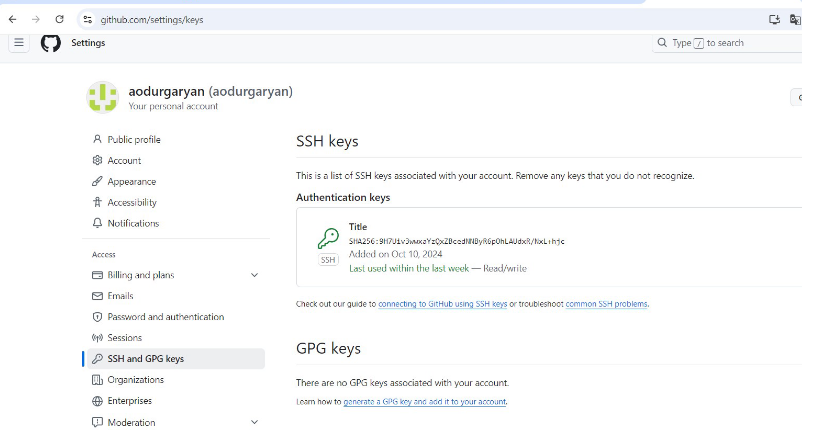 github.com/settings/keys
Settings
Type / to search
aodurgaryan (aodurgaryan)
Your personal account
Public profile
Account
Appearance
Accessibility
Notifications
Access
Billing and plans
Emails
Password and authentication
Sessions
SSH and GPG keys
Organizations
Enterprises
Moderation
SSH keys
This is a list of SSH keys associated with your account. Remove any keys that you do not recognize.
Authentication keys
Title
SSH
Added on Oct 10, 2024
Last used within the last week — Read/write
Check out our guide to connecting to GitHub using SSH keys or troubleshoot common SSH problems.
GPG keys
There are no GPG keys associated with your account.
Learn how to generate a GPG key and add it to your account.